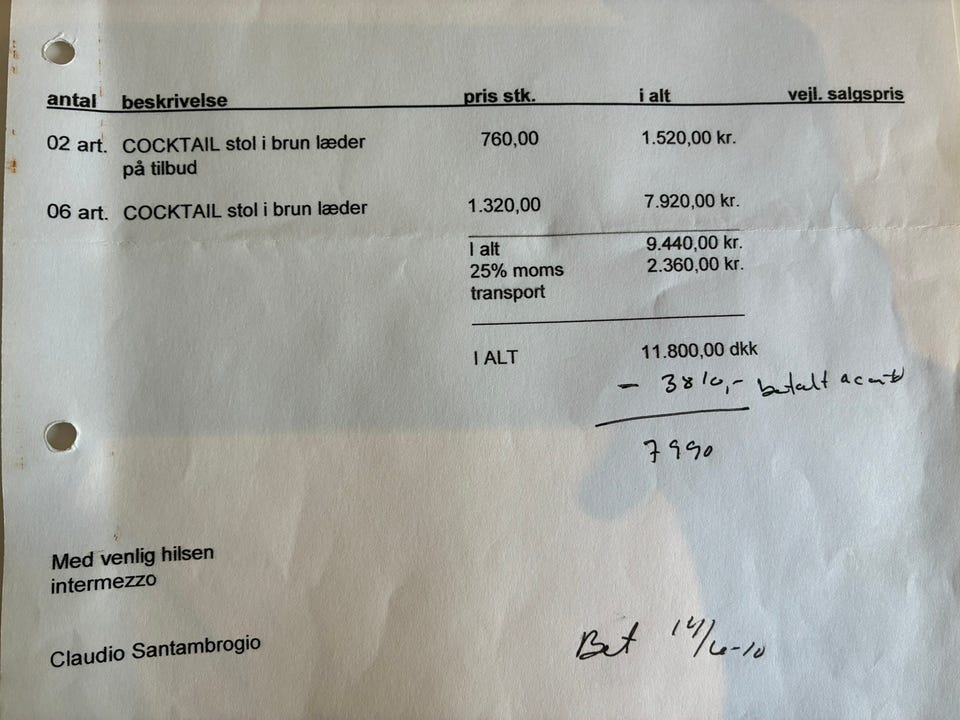 antal beskrivelse pris stk. i alt vejl. salgspris
02 art. COCKTAIL stol i brun læder 760,00 1.520,00 kr.
på tilbud
06 art. COCKTAIL stol i brun læder 1.320,00 7.920,00 kr.
I alt 9.440,00 kr.
25% moms 2.360,00 kr.
transport
I ALT 11.800,00 dkk
- 3810,- betalt
7990
Med venlig hilsen
intermezzo
Claudio Santambrogio
Bet 14/6-10